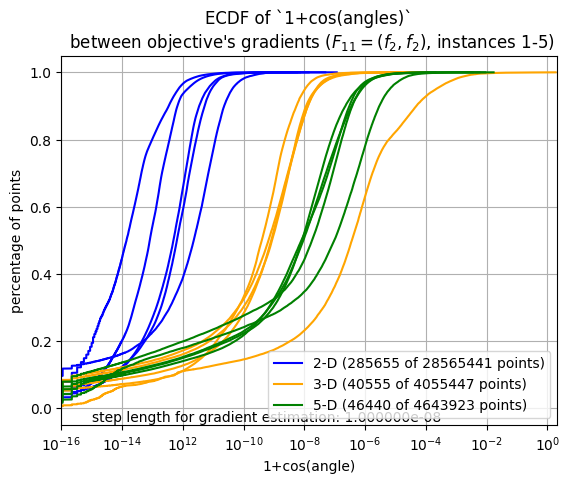 ECDF of `1+cos(angles)`
between objective's gradients ($F_{11} = (f_2, f_2)$, instances 1-5)
percentage of points
1.0
0.8
0.6
0.4
0.2
0.0
2-D (285655 of 28565441 points)
3-D (40555 of 4055447 points)
5-D (46440 of 4643923 points)
step length for gradient estimation: 1.000000e-08
10⁻¹⁶ 10⁻¹⁴ 10⁻¹² 10⁻¹⁰ 10⁻⁸ 10⁻⁶ 10⁻⁴ 10⁻² 10⁰
1+cos(angle)